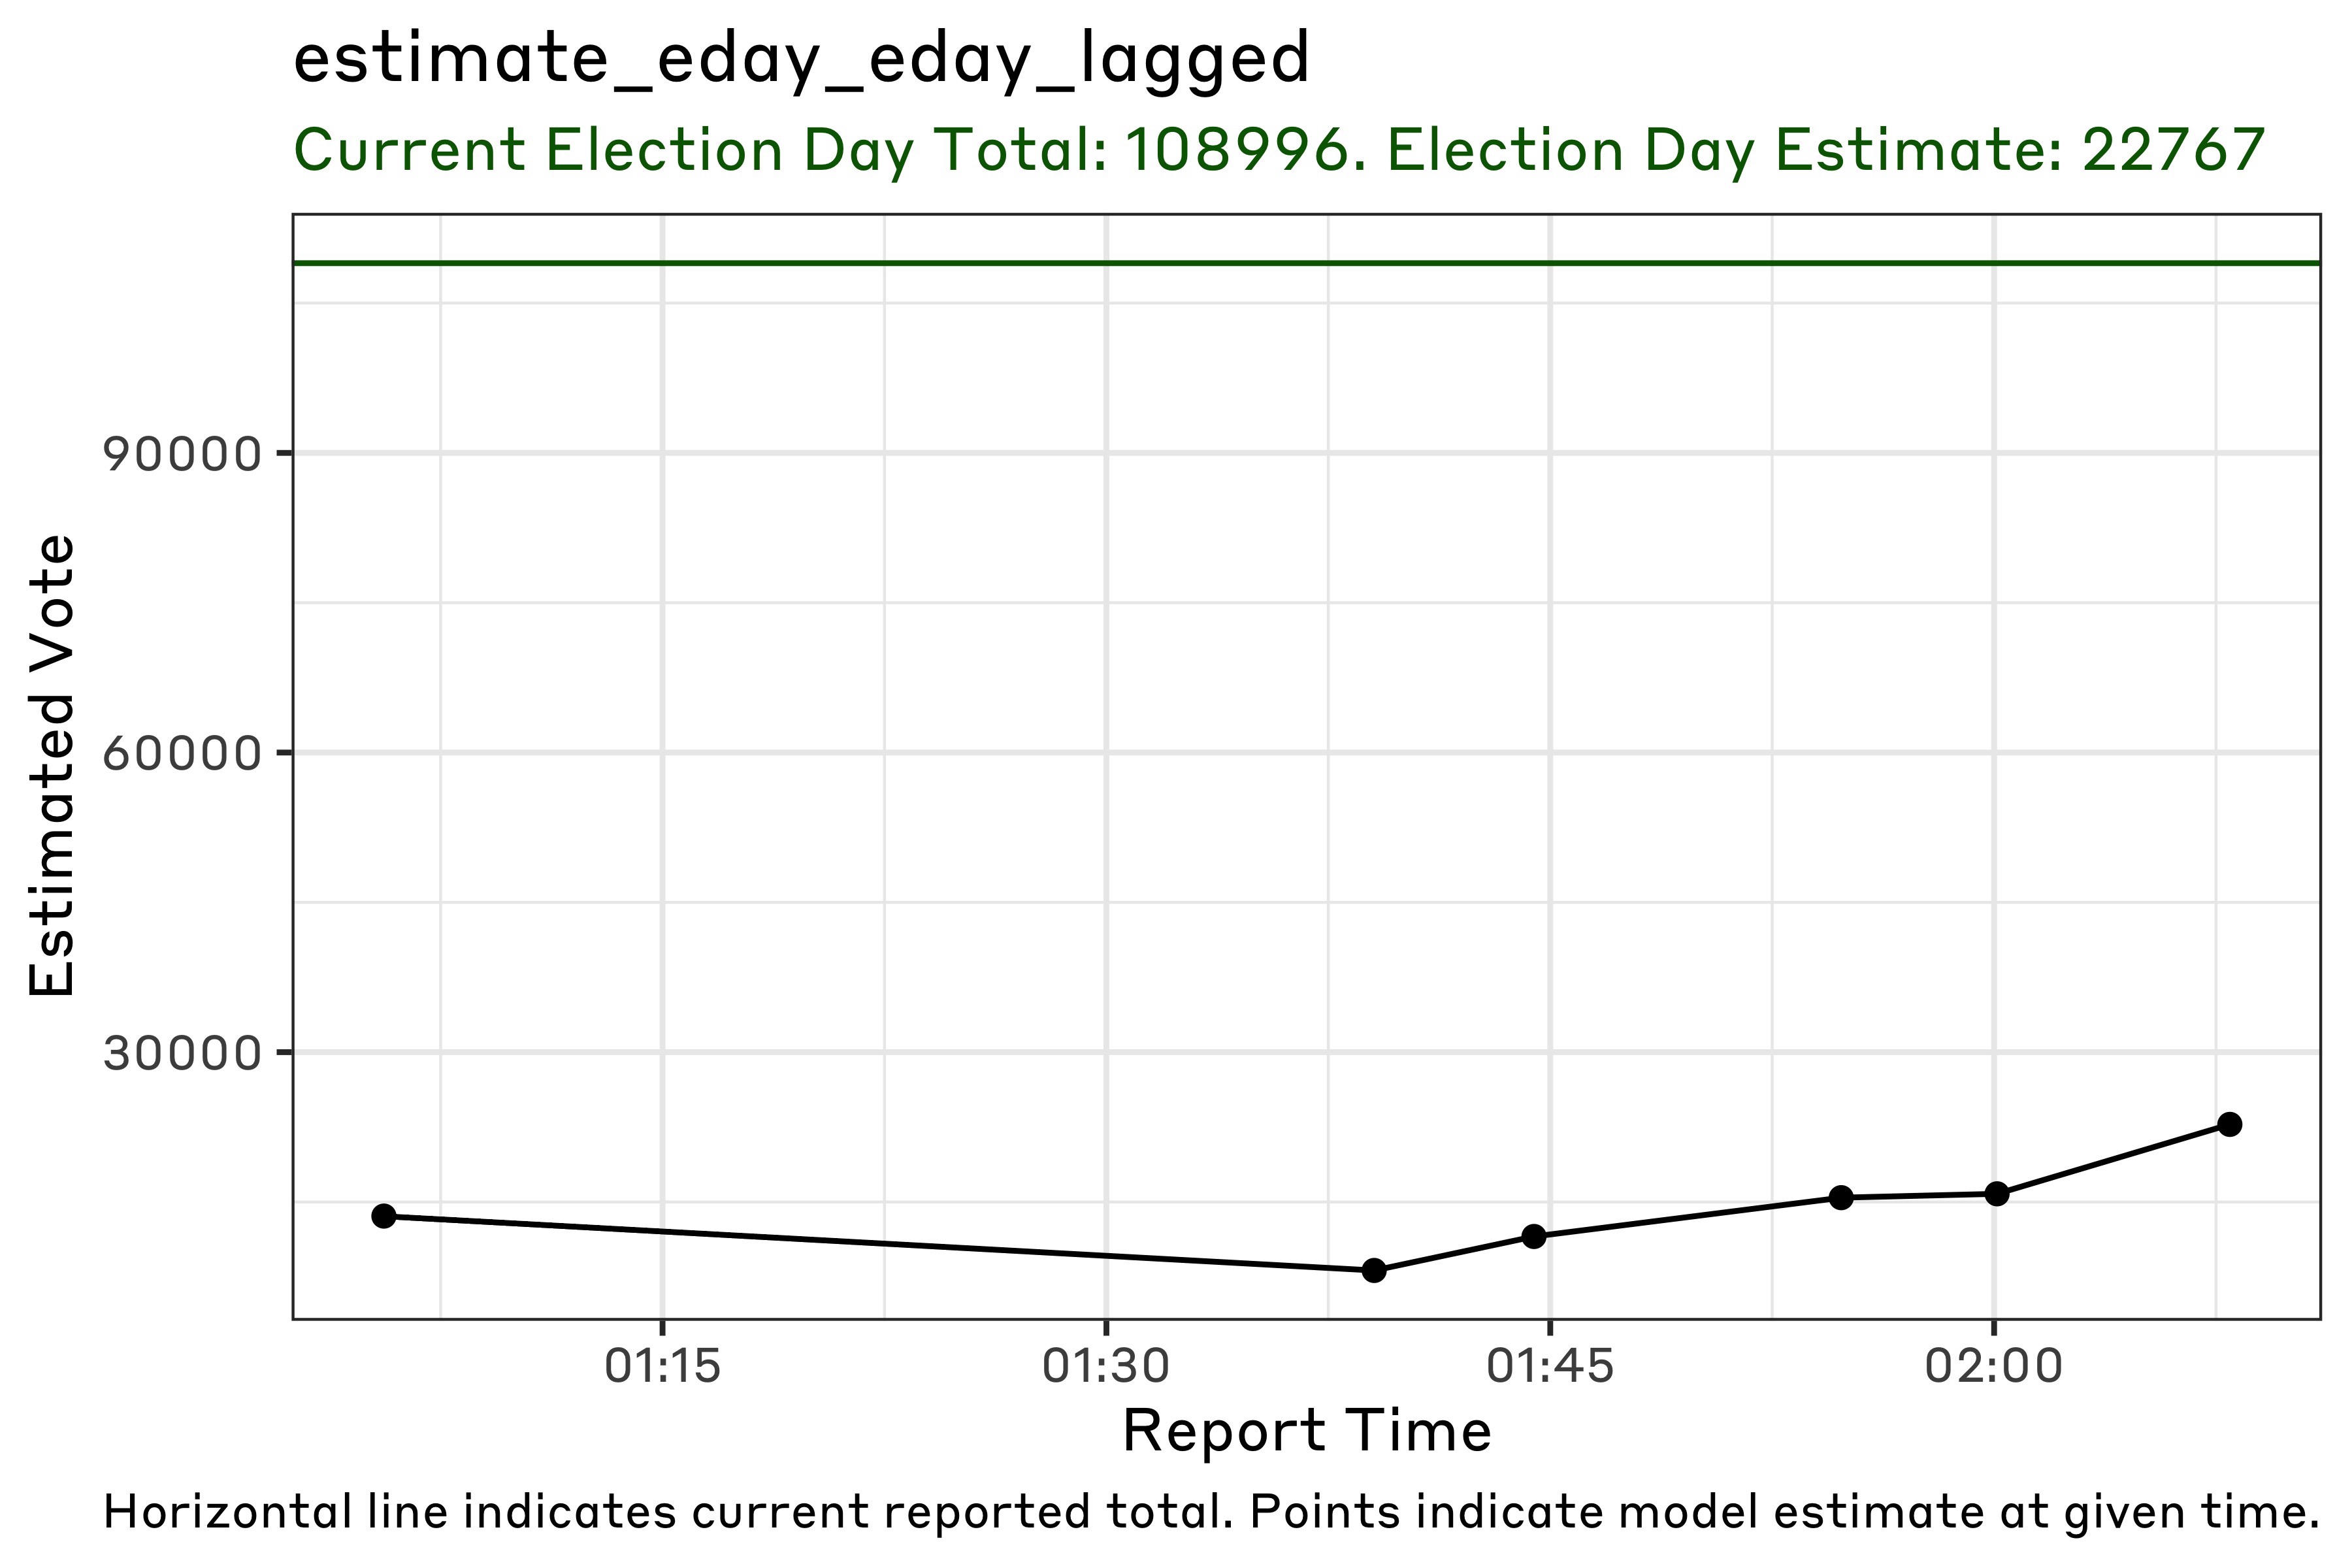 estimate_eday_eday_lagged
Current Election Day Total: 108996. Election Day Estimate: 22767
90000
60000
30000
Estimated Vote
01:15 01:30 01:45 02:00
Report Time
Horizontal line indicates current reported total. Points indicate model estimate at given time.